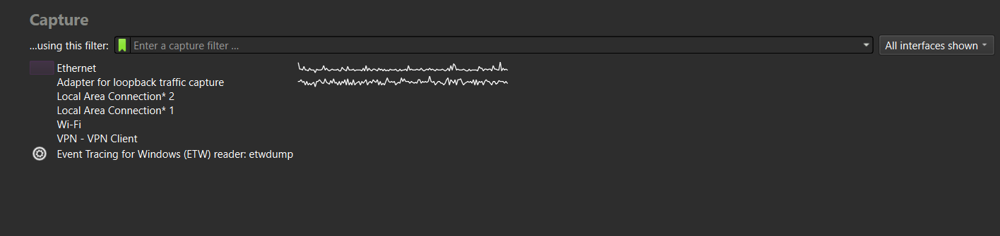 Capture
...using this filter: Enter a capture filter ... All interfaces shown
Ethernet
Adapter for loopback traffic capture
Local Area Connection* 2
Local Area Connection* 1
Wi-Fi
VPN - VPN Client
Event Tracing for Windows (ETW) reader: etwdump